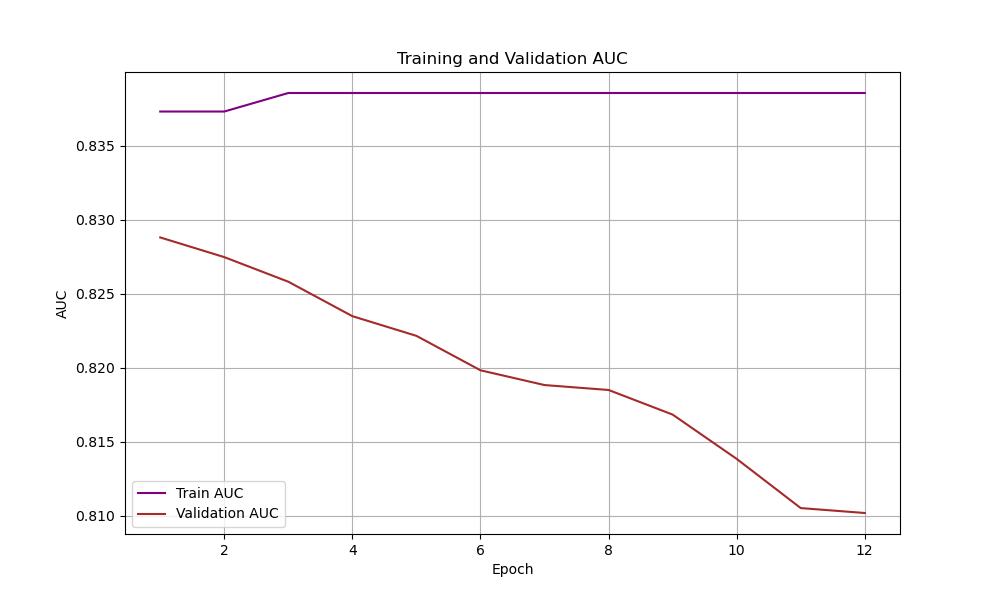 Training and Validation AUC
0.835
0.830
0.825
0.820
0.815
0.810
AUC
Train AUC
Validation AUC
2 4 6 8 10 12
Epoch